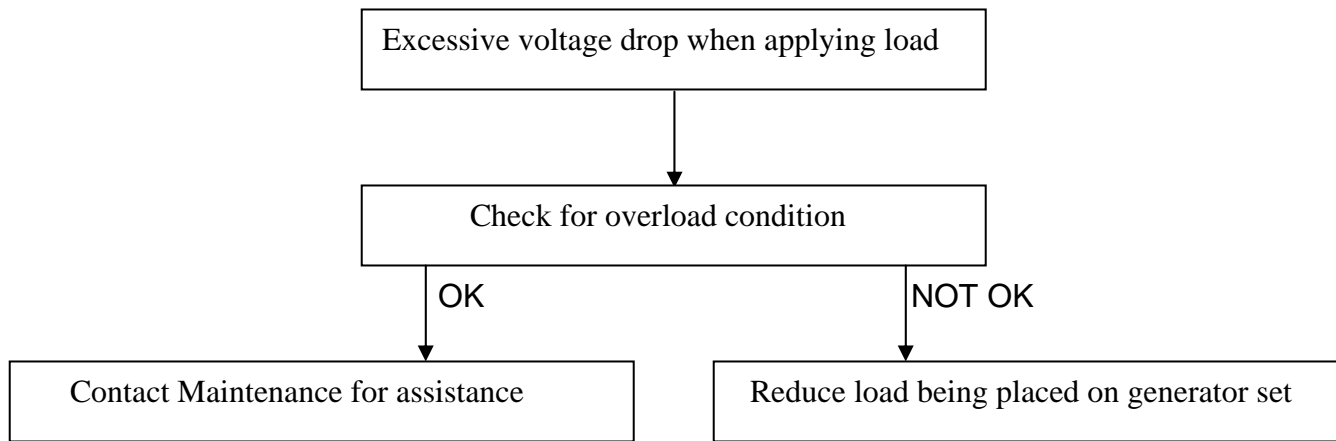 Excessive voltage drop when applying load
Check for overload condition
OK
NOT OK
Contact Maintenance for assistance
Reduce load being placed on generator set